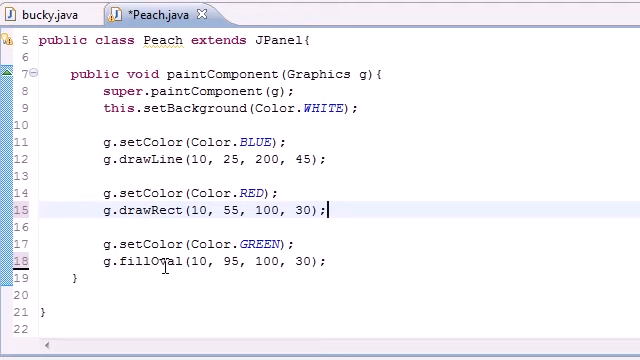 bucky.java *Peach.java
5 public class Peach extends JPanel{
6
7 public void paintComponent(Graphics g){
8 super.paintComponent(g);
9 this.setBackground(Color.WHITE);
11 g.setColor(Color.BLUE);
12 g.drawLine(10, 25, 200, 45);
13
14 g.setColor(Color.RED);
15 g.drawRect(10, 55, 100, 30);
16
17 g.setColor(Color.GREEN);
18 g.fillOval(10, 95, 100, 30);
19 }
20
21 }
22